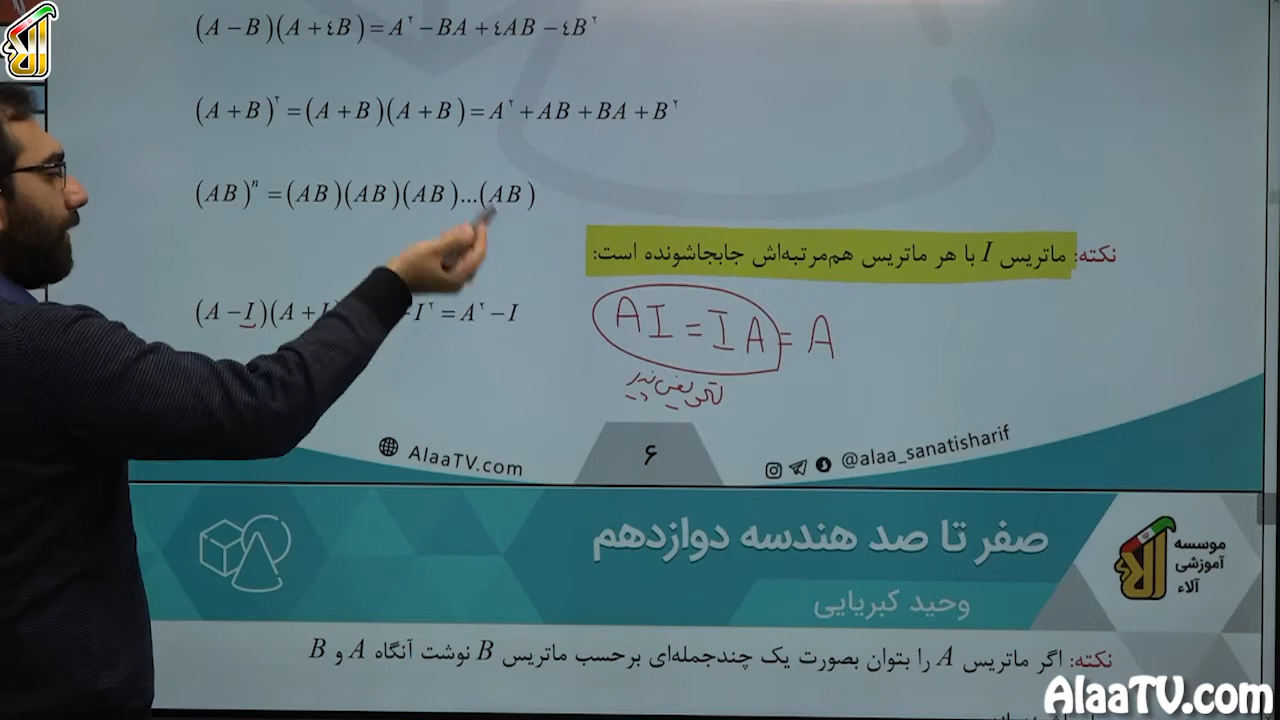 (A − B)(A + ٤B) = A٢ − BA + ٤AB − ٤B٢
(A + B)٢ = (A + B)(A + B) = A٢ + AB + BA + B٢
(AB)n = (AB)(AB)(AB)...(AB)
نکته: ماتریس I با هر ماتریس هم‌مرتبه‌اش جابجاشونده است:
(A − I)(A + I٢ = A٢ − I
AI = IA = A
AlaaTV.com
۶
@alaa_sanatisharif
صفر تا صد هندسه دوازدهم
وحید کبریایی
موسسه
آموزشی
آلاء
نکته: اگر ماتریس A را بتوان بصورت یک چندجمله‌ای برحسب ماتریس B نوشت آنگاه A و B
AlaaTV.com